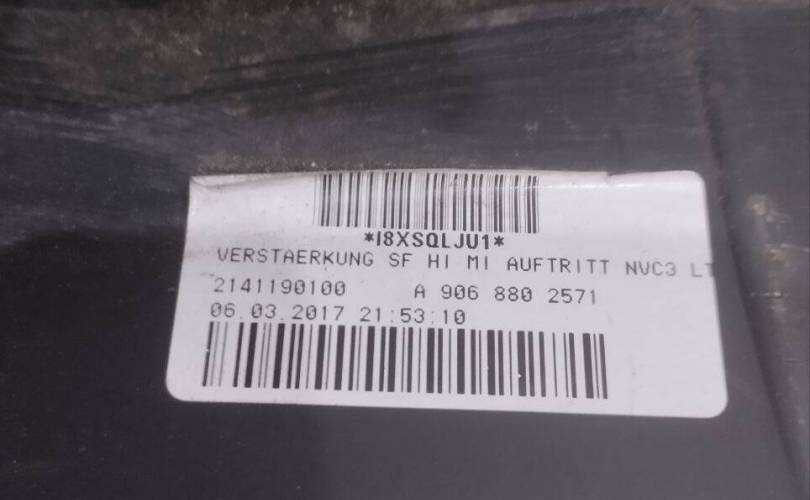 *I8XSQLJU1*
VERSTAERKUNG SF HI MI AUFTRITT NVC3 LT
2141190100 A 906 880 2571
06.03.2017 21:53:10